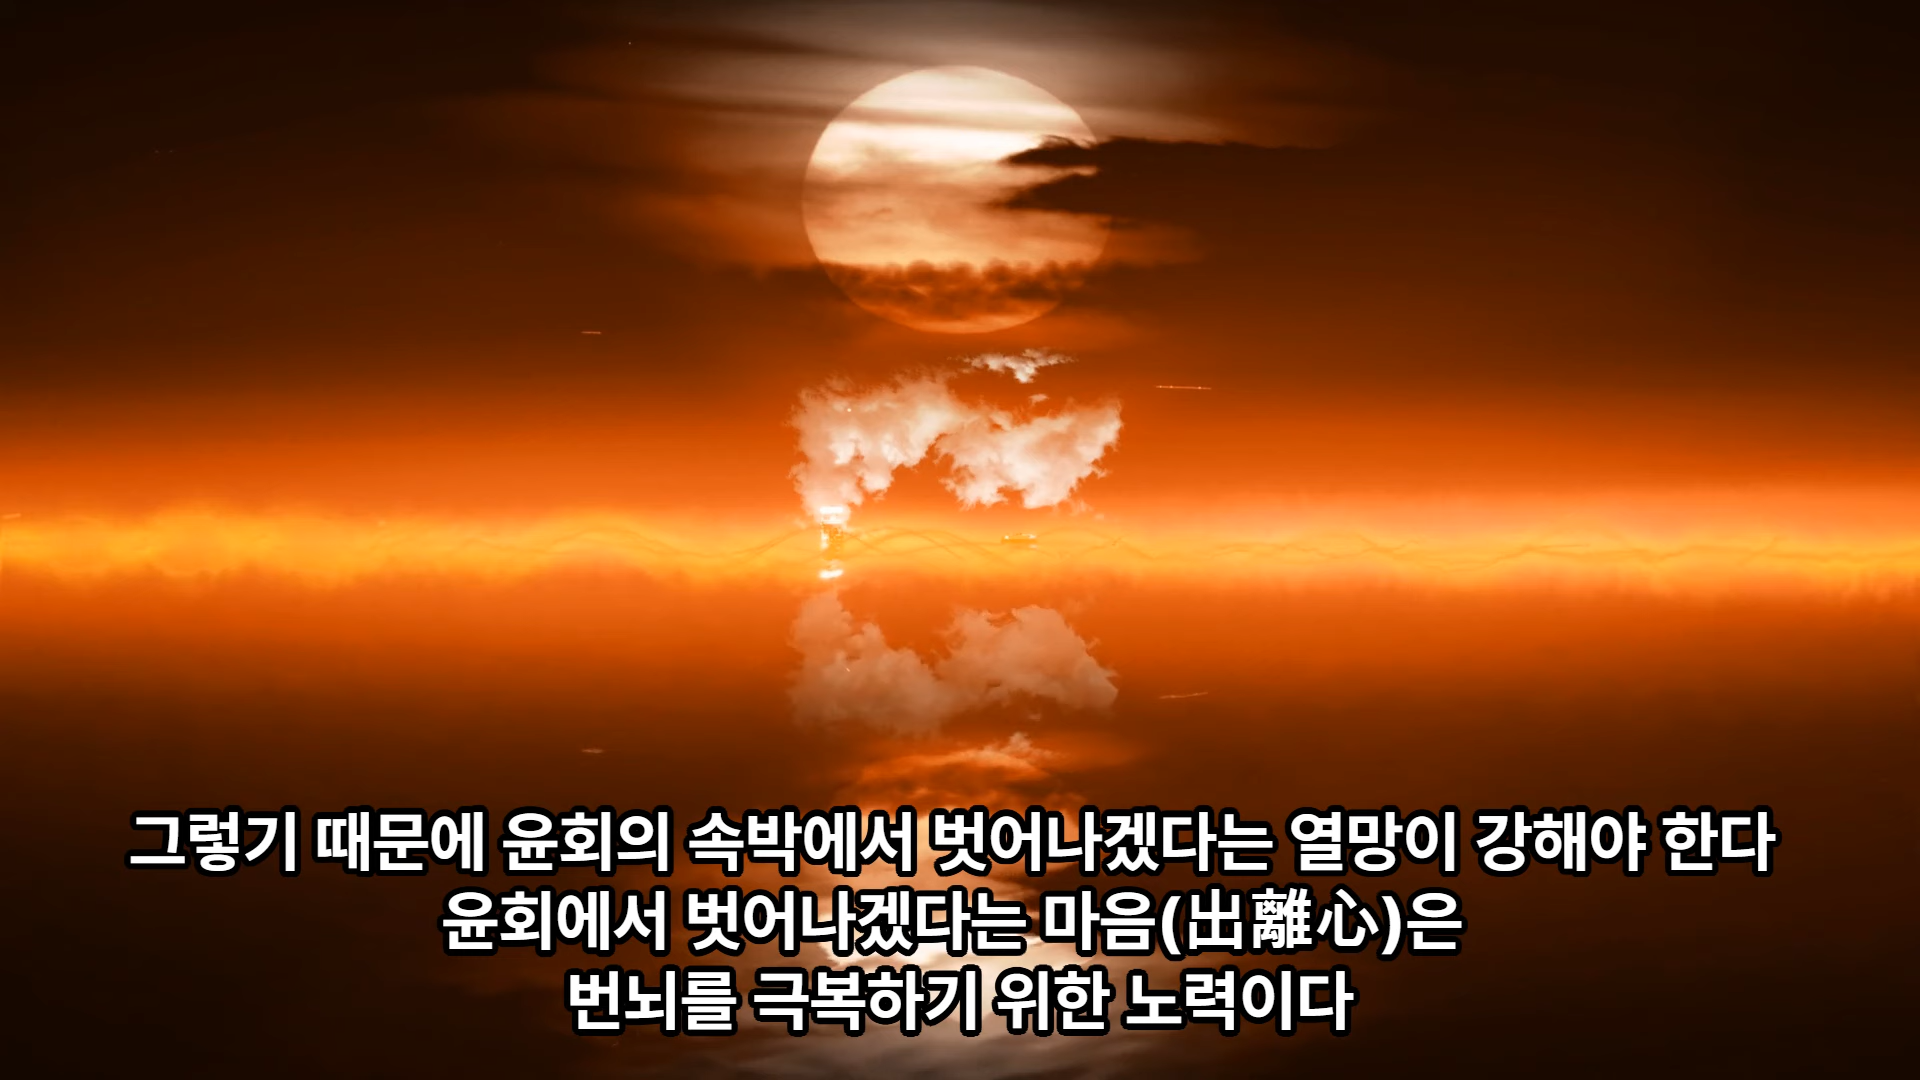 그렇기 때문에 윤회의 속박에서 벗어나겠다는 열망이 강해야 한다
윤회에서 벗어나겠다는 마음(出離心)은
번뇌를 극복하기 위한 노력이다